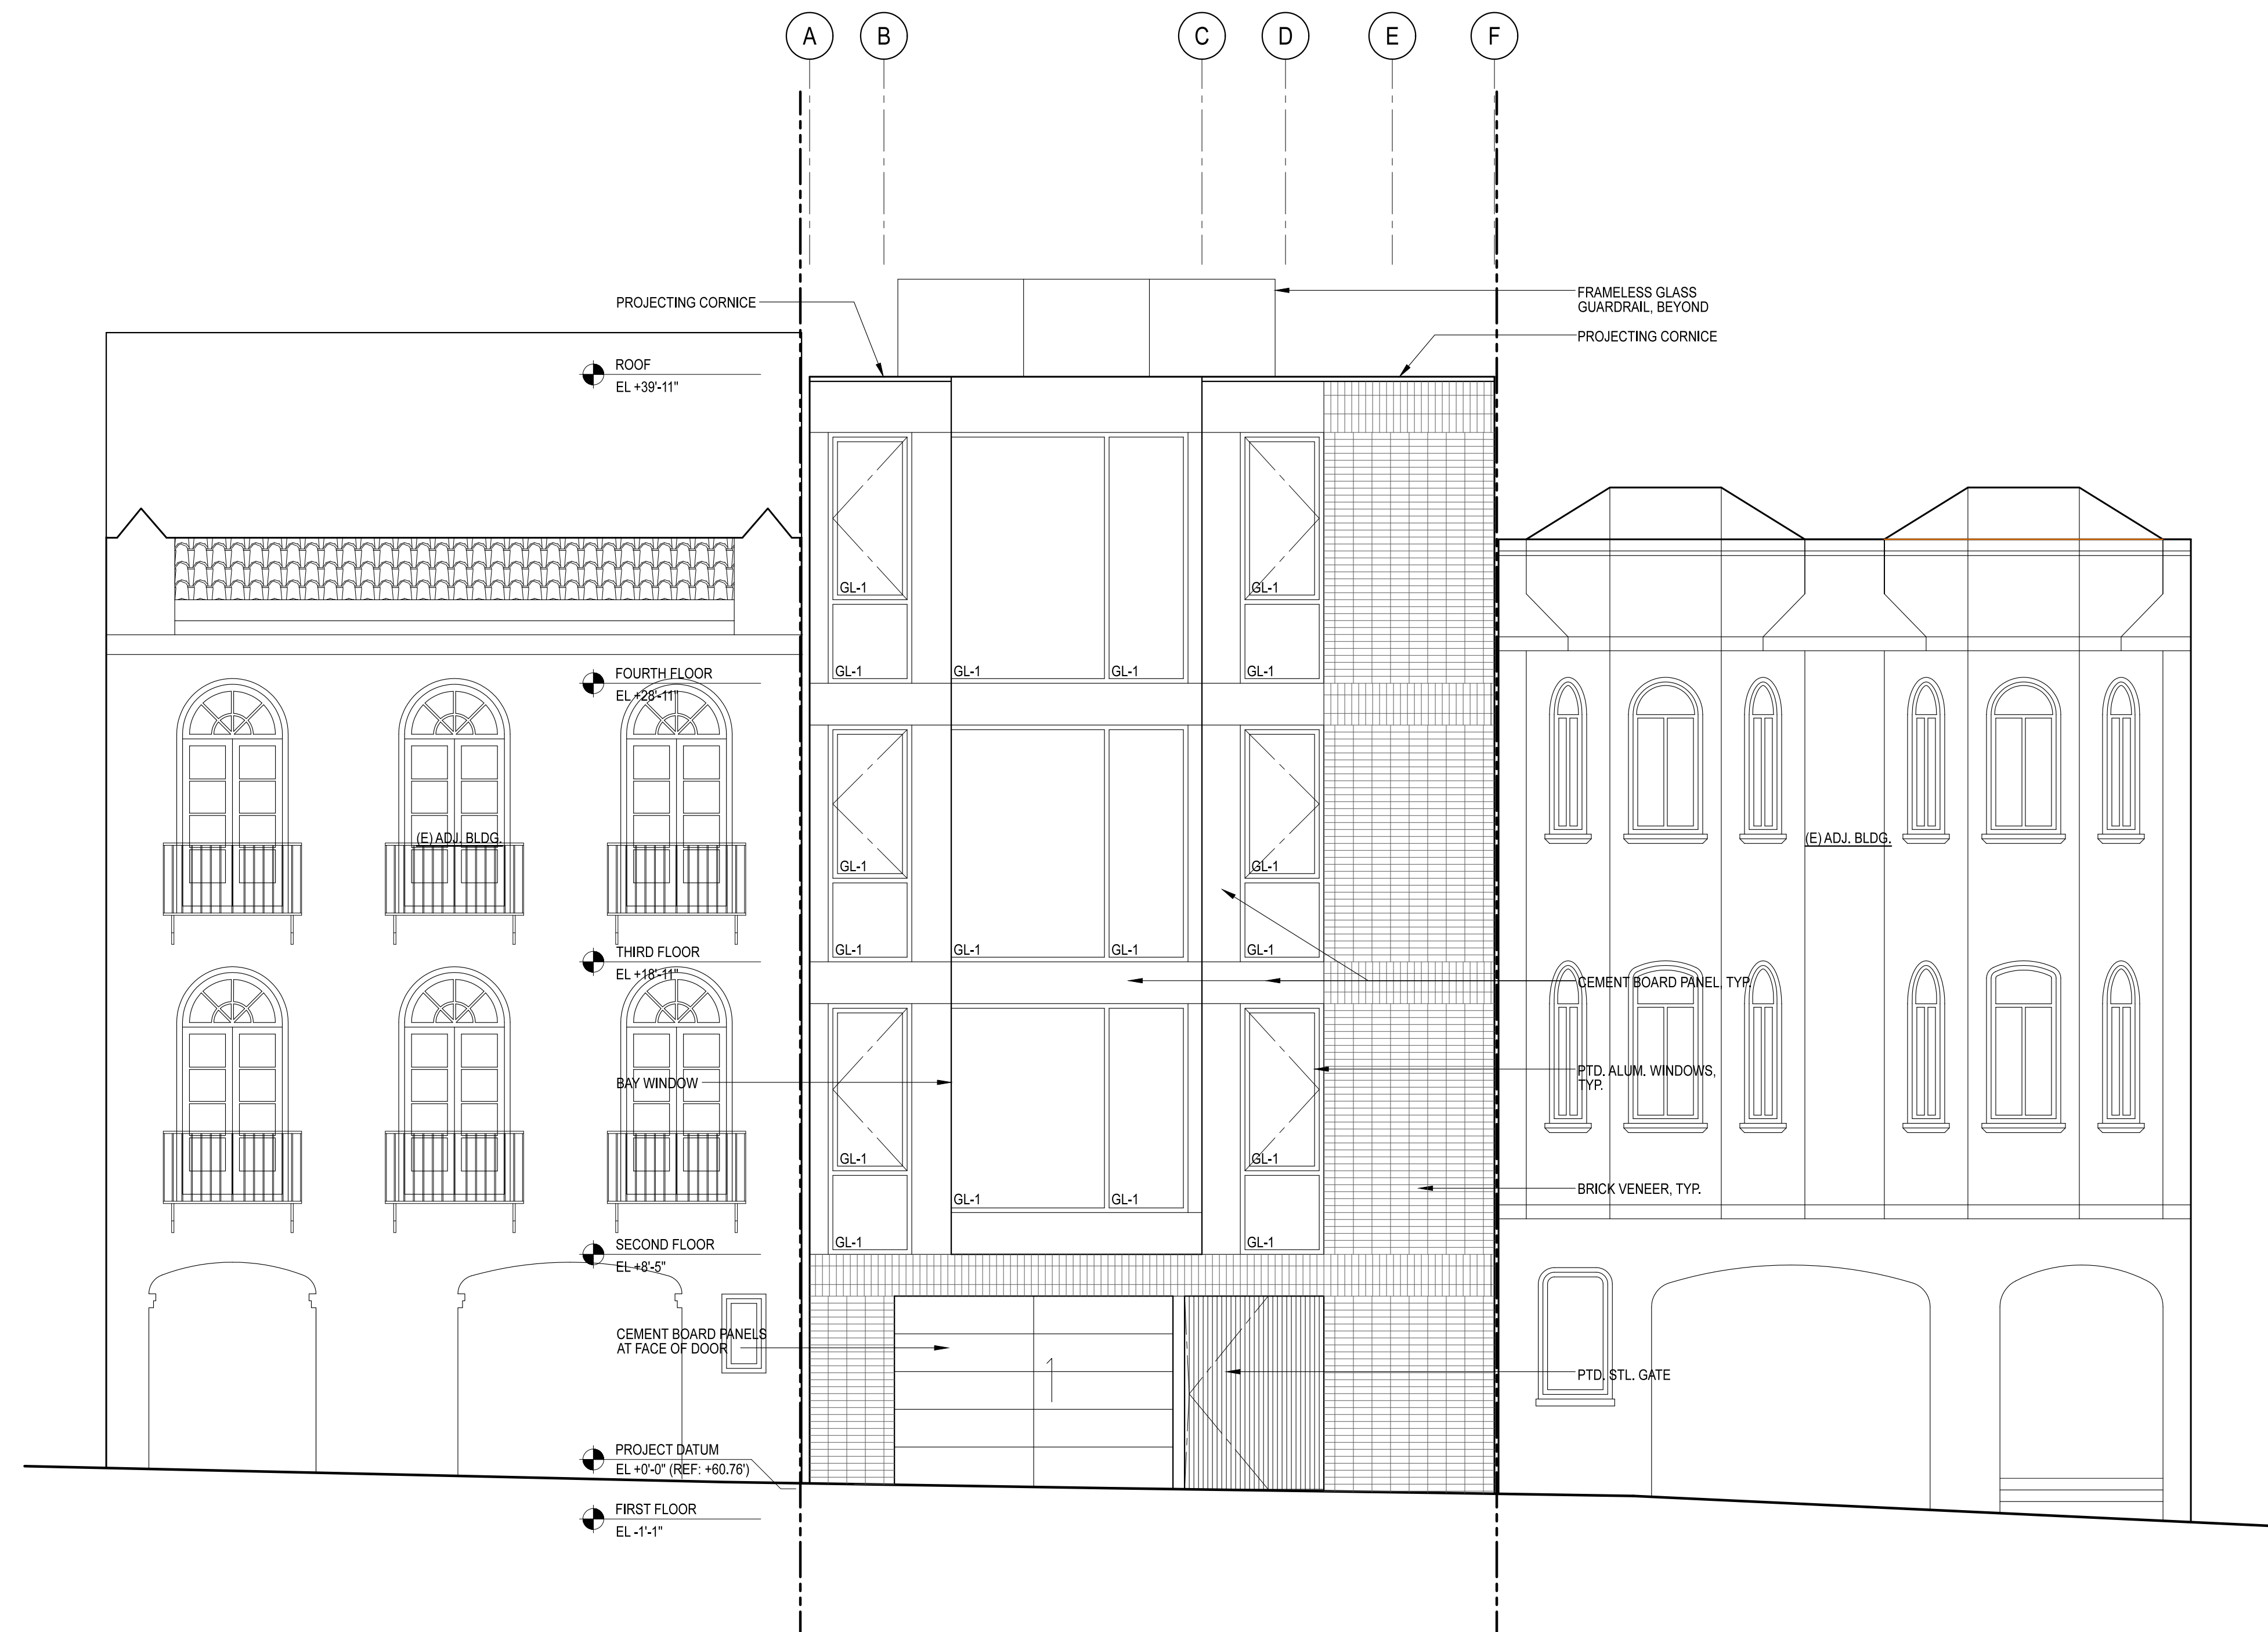 A B C D E F
PROJECTING CORNICE
FRAMELESS GLASS
GUARDRAIL, BEYOND
PROJECTING CORNICE
ROOF
EL +39'-11"
GL-1 GL-1
GL-1 GL-1 GL-1 GL-1
FOURTH FLOOR
EL +28'-11"
(E) ADJ. BLDG.
(E) ADJ. BLDG.
GL-1 GL-1
GL-1 GL-1 GL-1 GL-1
THIRD FLOOR
EL +18'-11"
CEMENT BOARD PANEL, TYP.
BAY WINDOW
PTD. ALUM. WINDOWS,
TYP.
GL-1 GL-1
BRICK VENEER, TYP.
GL-1 GL-1
GL-1 GL-1
SECOND FLOOR
EL +8'-5"
CEMENT BOARD PANELS
AT FACE OF DOOR
1
PTD. STL. GATE
PROJECT DATUM
EL +0'-0" (REF: +60.76')
FIRST FLOOR
EL -1'-1"